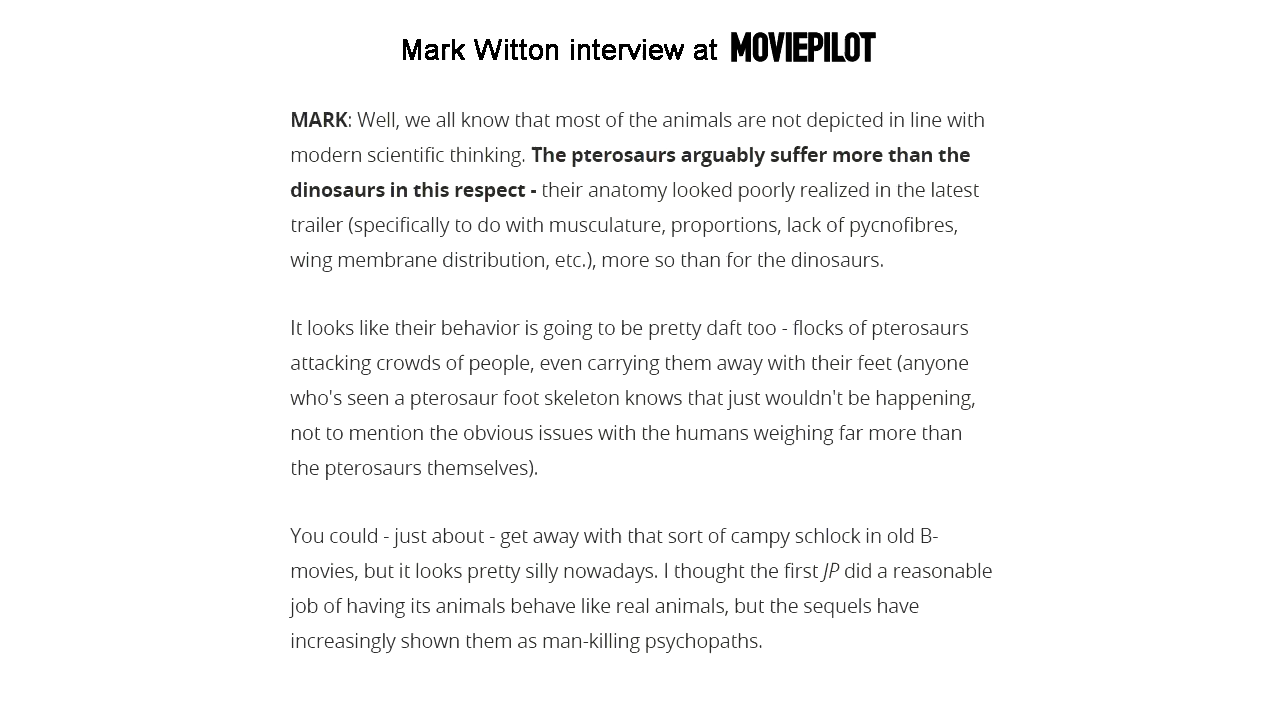 Mark Witton interview at MOVIEPILOT
MARK: Well, we all know that most of the animals are not depicted in line with
modern scientific thinking. The pterosaurs arguably suffer more than the
dinosaurs in this respect - their anatomy looked poorly realized in the latest
trailer (specifically to do with musculature, proportions, lack of pycnofibres,
wing membrane distribution, etc.), more so than for the dinosaurs.
It looks like their behavior is going to be pretty daft too - flocks of pterosaurs
attacking crowds of people, even carrying them away with their feet (anyone
who's seen a pterosaur foot skeleton knows that just wouldn't be happening,
not to mention the obvious issues with the humans weighing far more than
the pterosaurs themselves).
You could - just about - get away with that sort of campy schlock in old B-
movies, but it looks pretty silly nowadays. I thought the first JP did a reasonable
job of having its animals behave like real animals, but the sequels have
increasingly shown them as man-killing psychopaths.